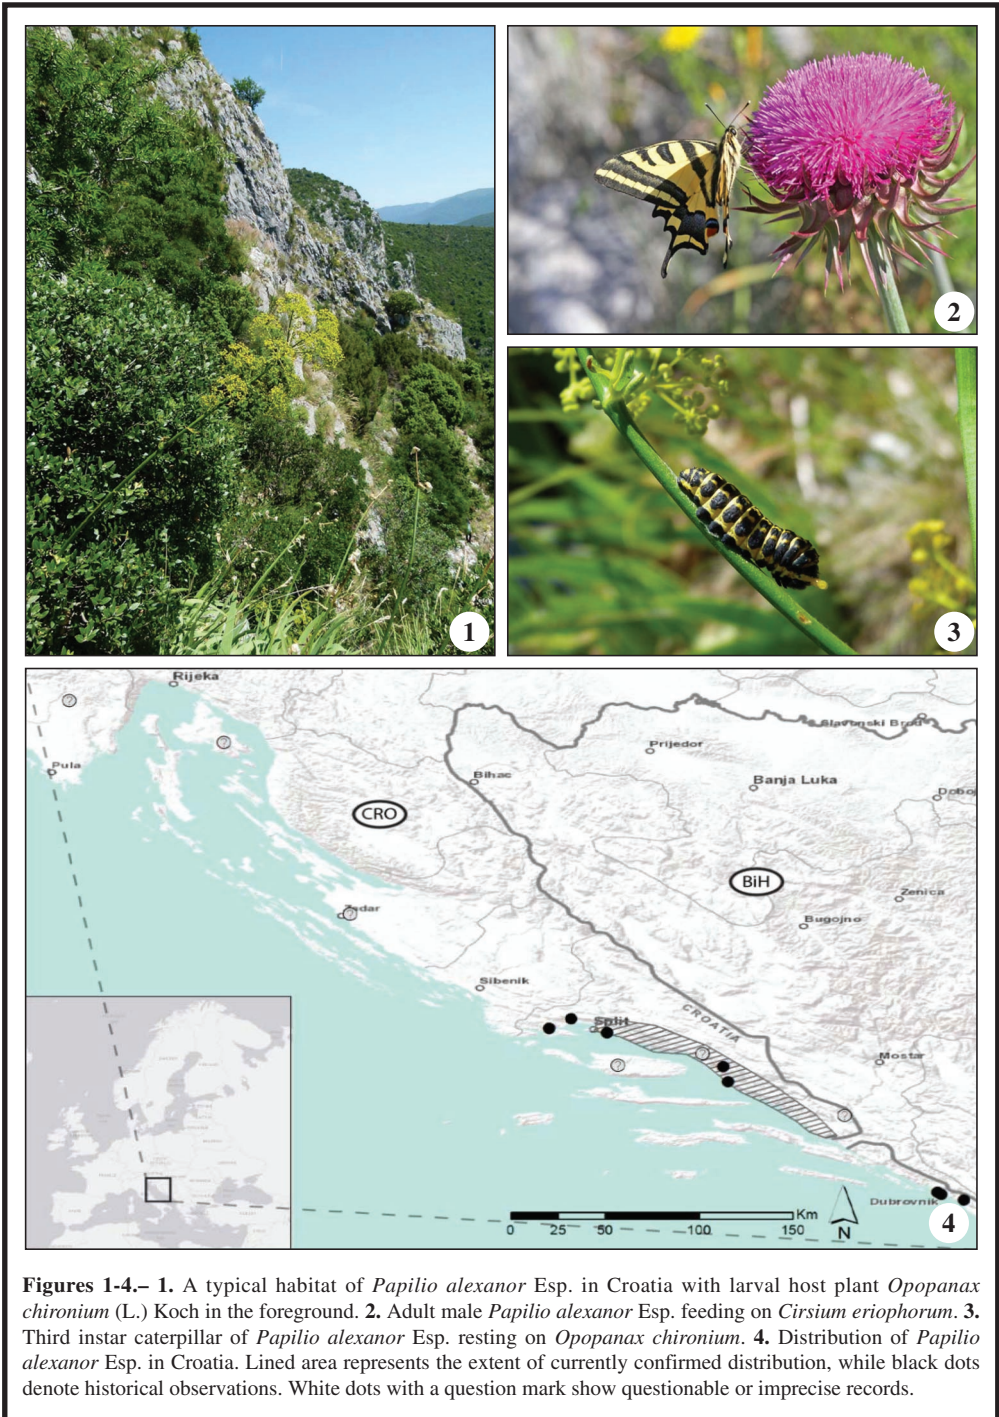 1
2
3
Rijeka
?
?
Slavonski Brod
Prijedor
Pula
Bihac
Banja Luka
Doboj
CRO
BiH
Zenica
?
Zadar
Bugojno
Sibenik
CROATIA
Split
?
?
Mostar
?
Dubrovnik
Km
0 25 50 100 150
N
4
Figures 1-4.– 1. A typical habitat of Papilio alexanor Esp. in Croatia with larval host plant Opopanax
chironium (L.) Koch in the foreground. 2. Adult male Papilio alexanor Esp. feeding on Cirsium eriophorum. 3.
Third instar caterpillar of Papilio alexanor Esp. resting on Opopanax chironium. 4. Distribution of Papilio
alexanor Esp. in Croatia. Lined area represents the extent of currently confirmed distribution, while black dots
denote historical observations. White dots with a question mark show questionable or imprecise records.